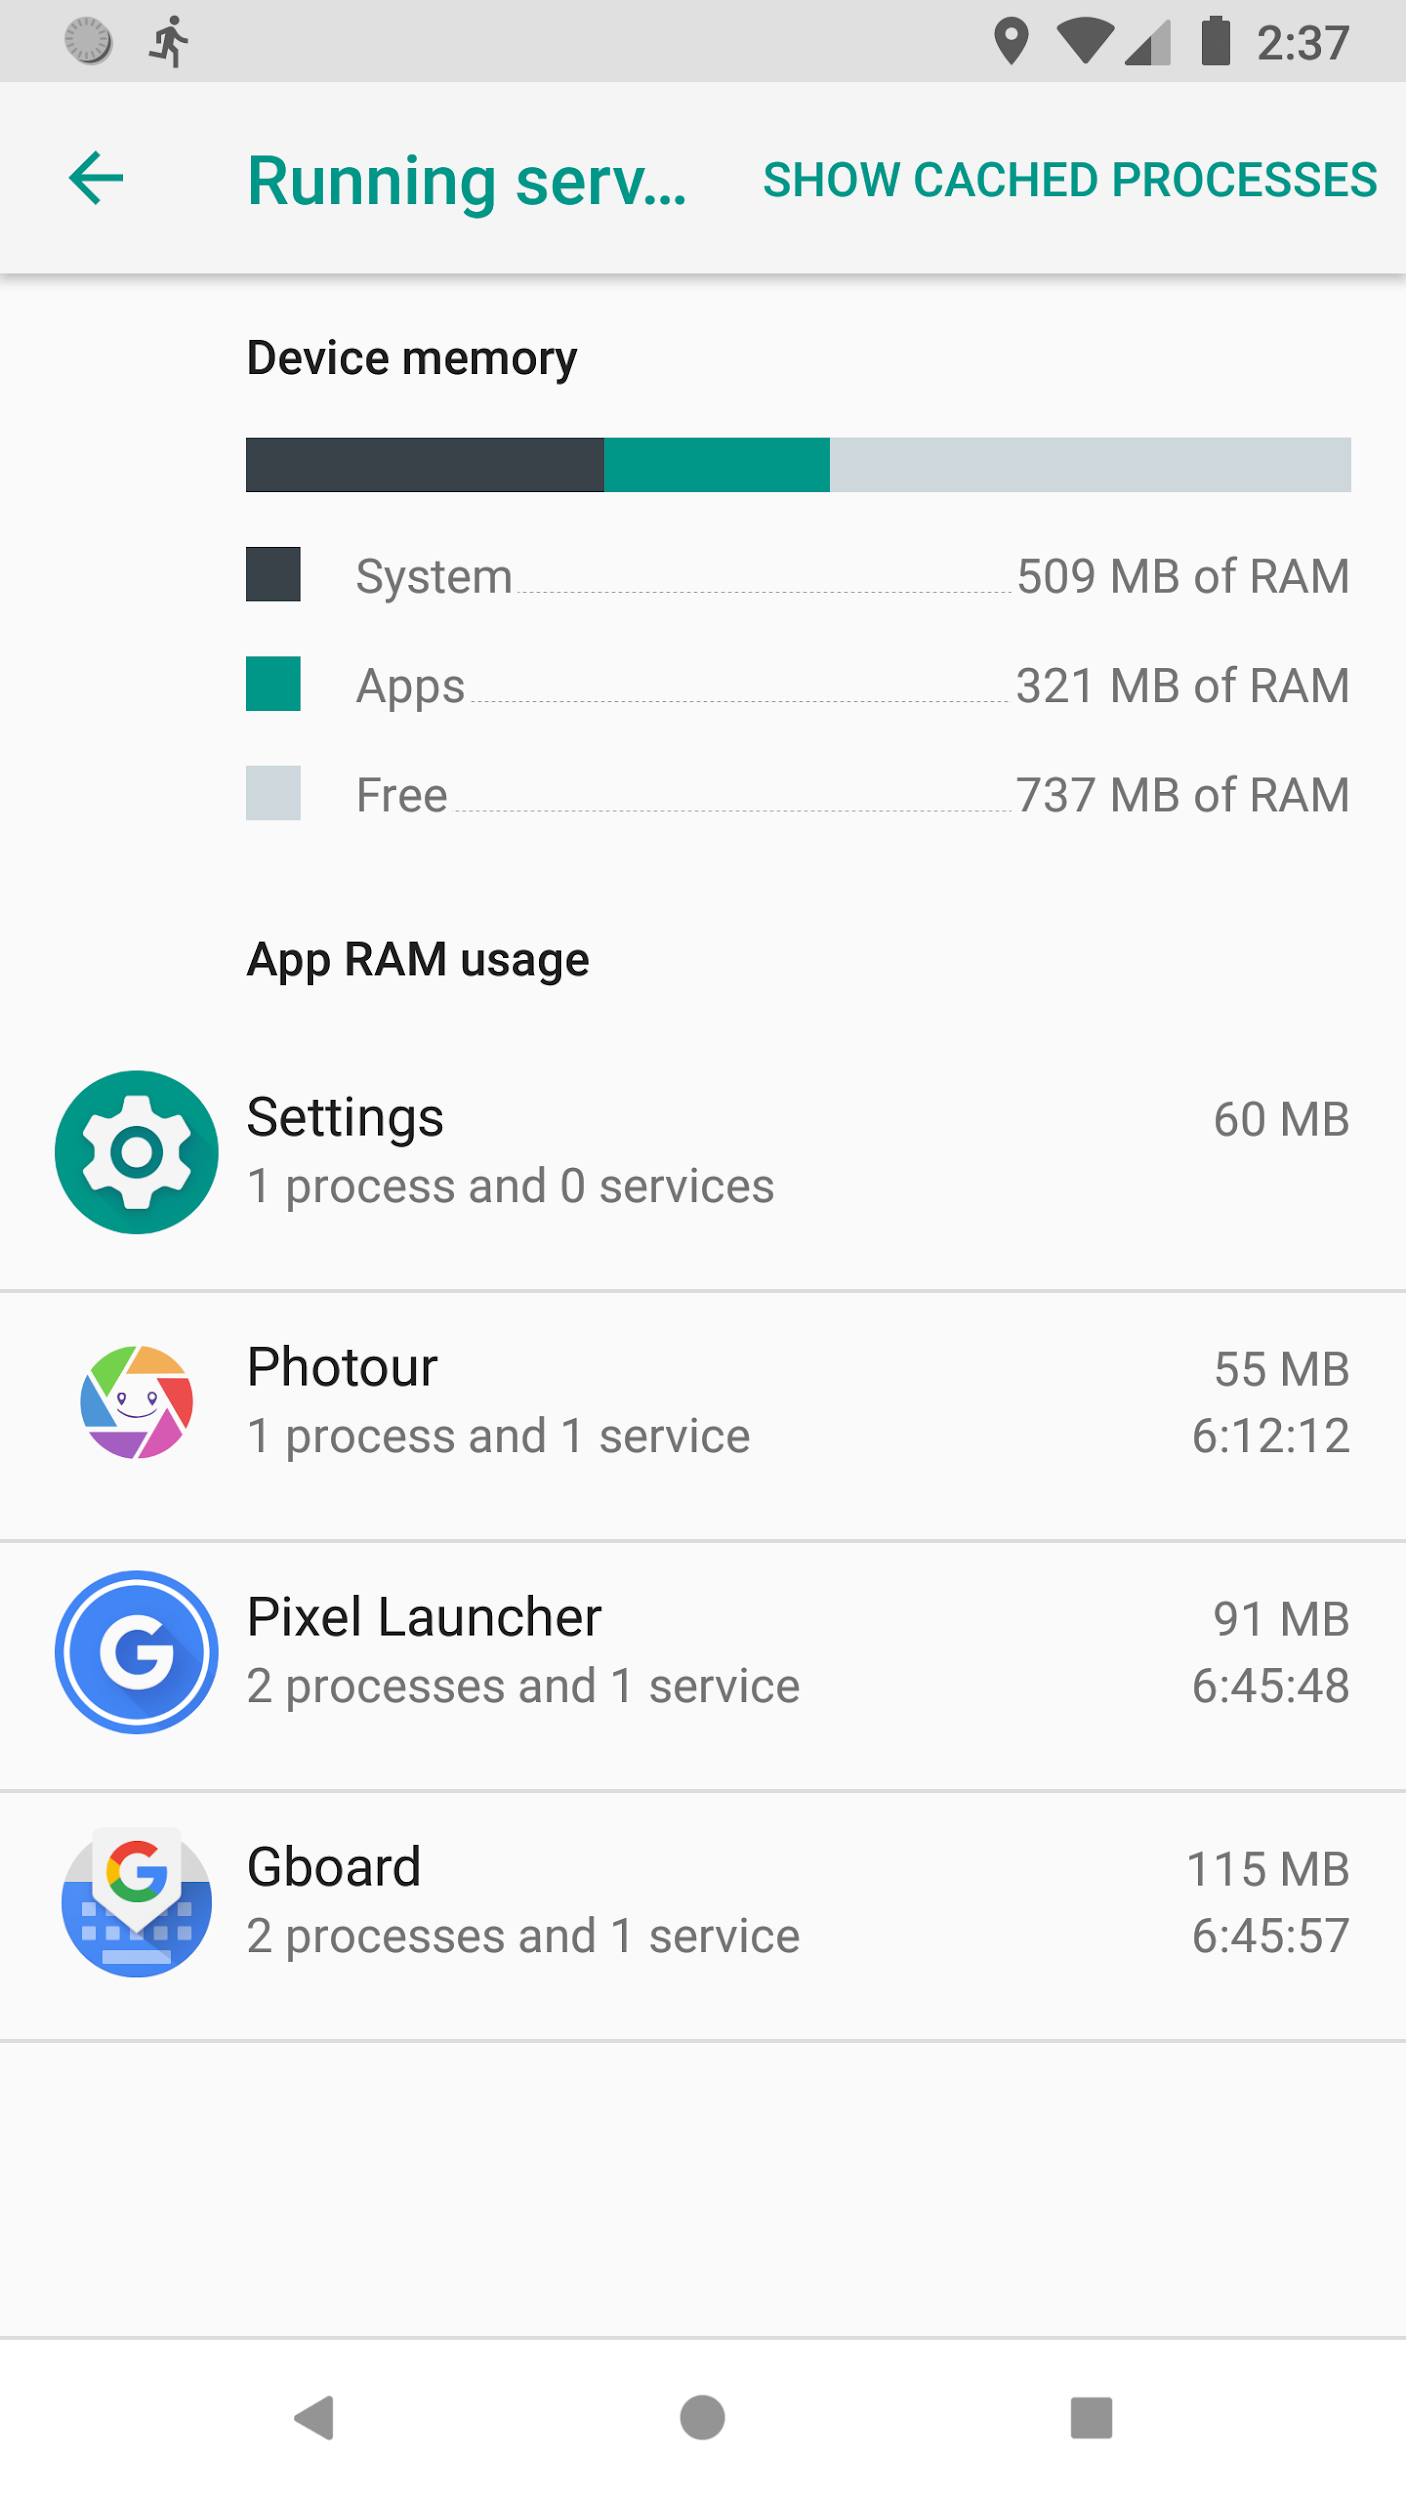 2:37
Running serv... SHOW CACHED PROCESSES
Device memory
System 509 MB of RAM
Apps 321 MB of RAM
Free 737 MB of RAM
App RAM usage
Settings 60 MB
1 process and 0 services
Photour 55 MB
1 process and 1 service 6:12:12
Pixel Launcher 91 MB
2 processes and 1 service 6:45:48
Gboard 115 MB
2 processes and 1 service 6:45:57